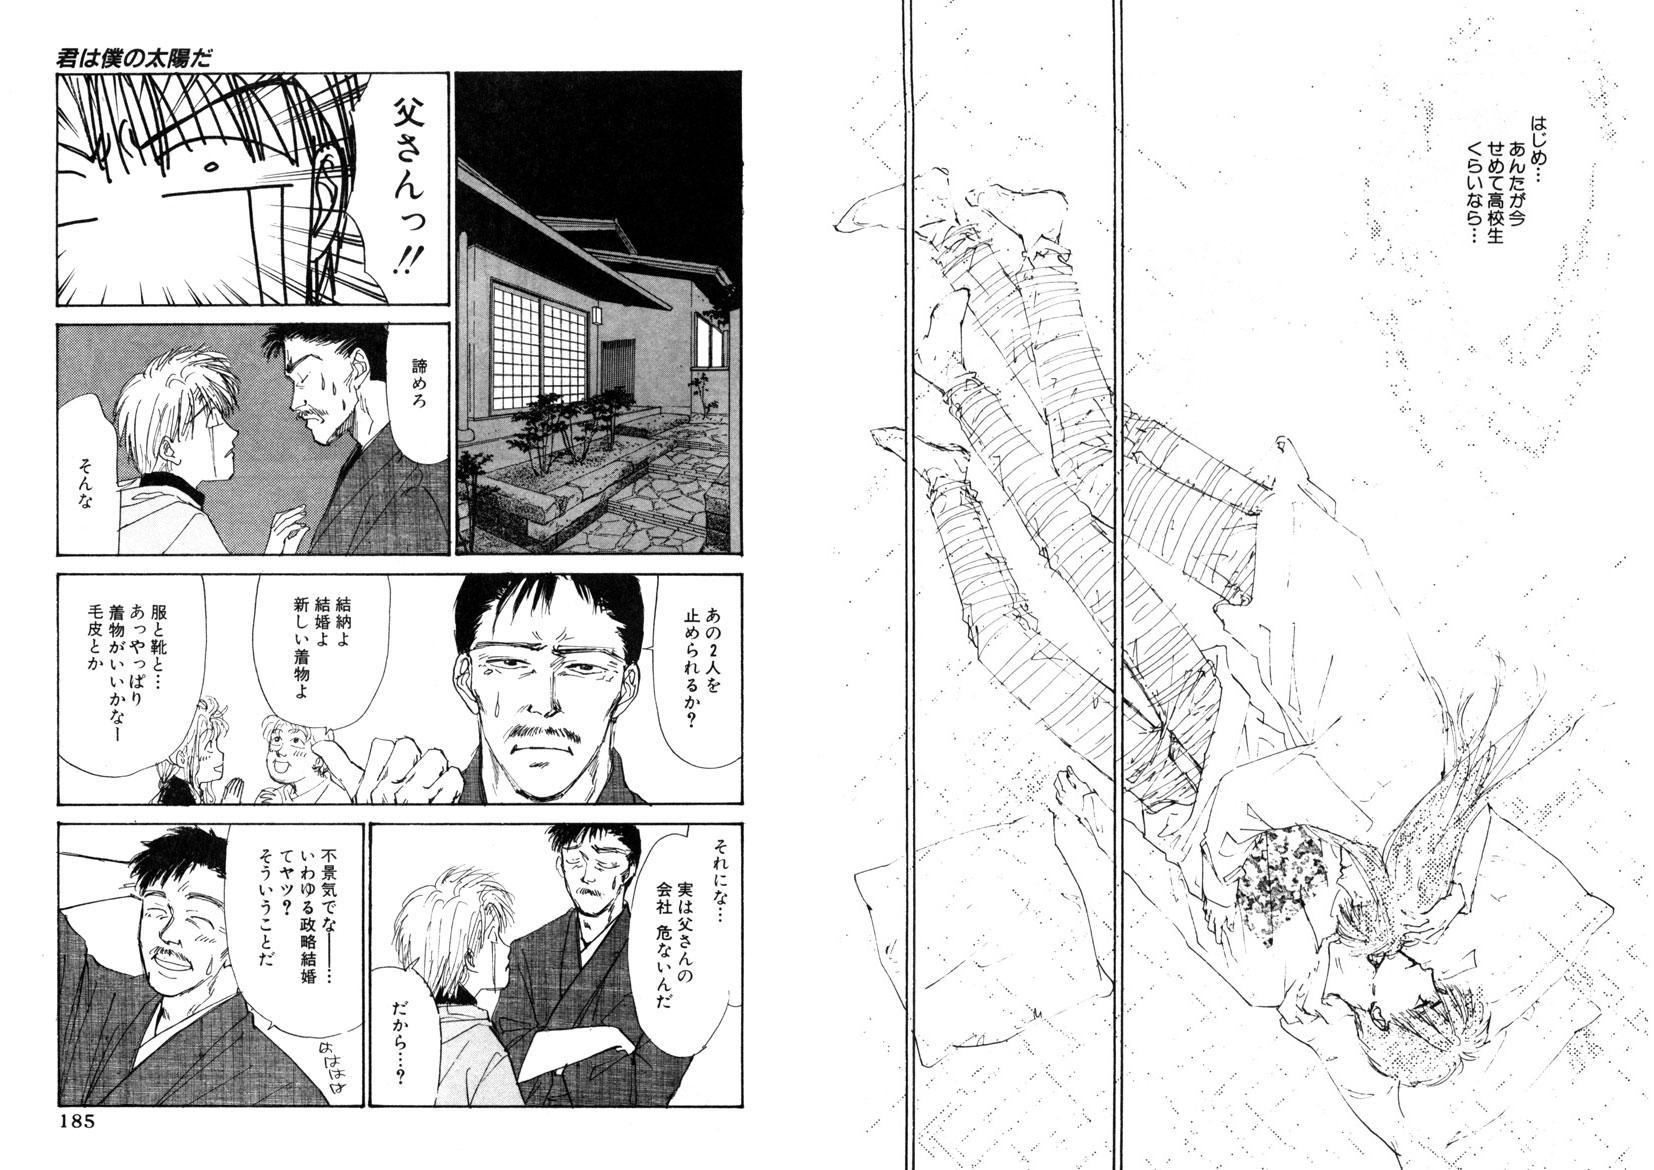 はじめ…
あんたが今
せめて高校生
くらいなら…
君は僕の太陽だ
父さんっ!!
諦めろ
そんな
あの2人を
止められるか?
結納よ
結婚よ
新しい着物よ
服と靴と…
あっやっぱり
着物がいいかなー
毛皮とか
それにな…
実は父さんの
会社 危ないんだ
だから…?
不景気でな――…
いわゆる政略結婚
てヤツ?
そういうことだ
はははは
185